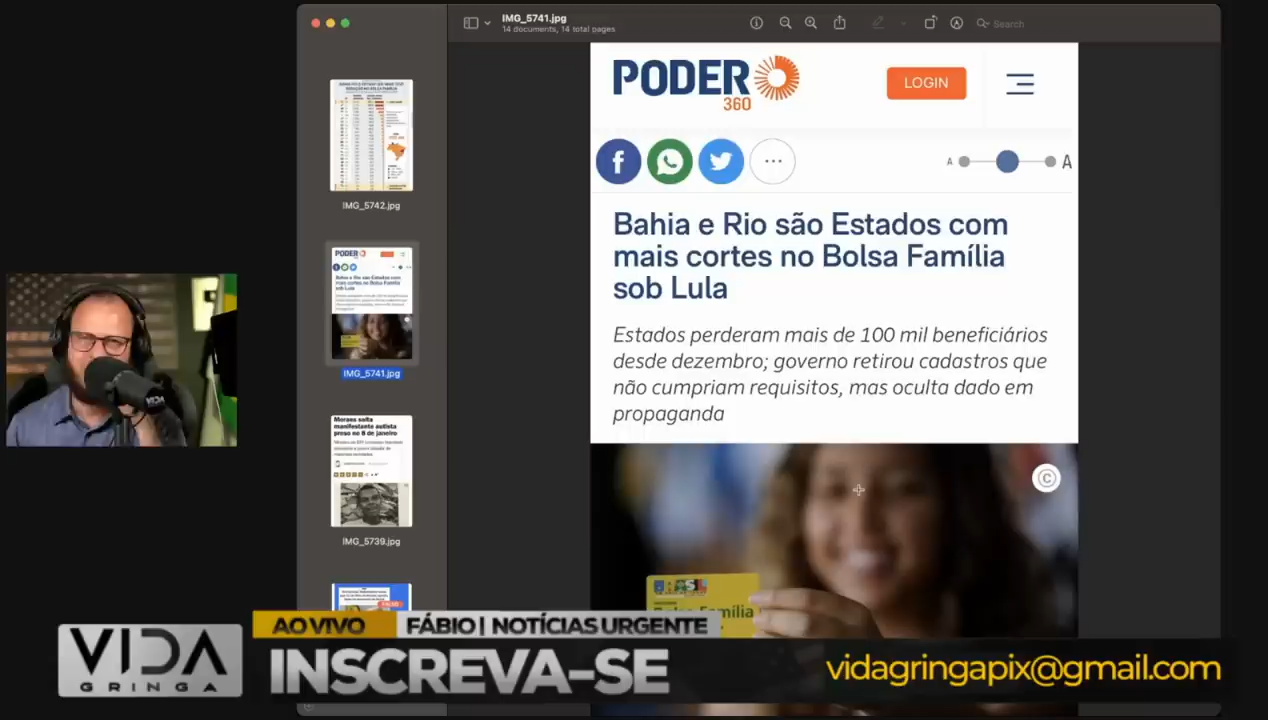 IMG_5741.jpg
14 documents, 14 total pages
Search
IMG_5742.jpg
IMG_5741.jpg
Moraes solta
manifestante autista
preso no 8 de janeiro
IMG_5739.jpg
PODER
360
LOGIN
A
A
Bahia e Rio são Estados com
mais cortes no Bolsa Família
sob Lula
Estados perderam mais de 100 mil beneficiários
desde dezembro; governo retirou cadastros que
não cumpriam requisitos, mas oculta dado em
propaganda
©
BRASIL
Família
VIDA
GRINGA
AO VIVO
FÁBIO | NOTÍCIAS URGENTE
INSCREVA-SE
vidagringapix@gmail.com